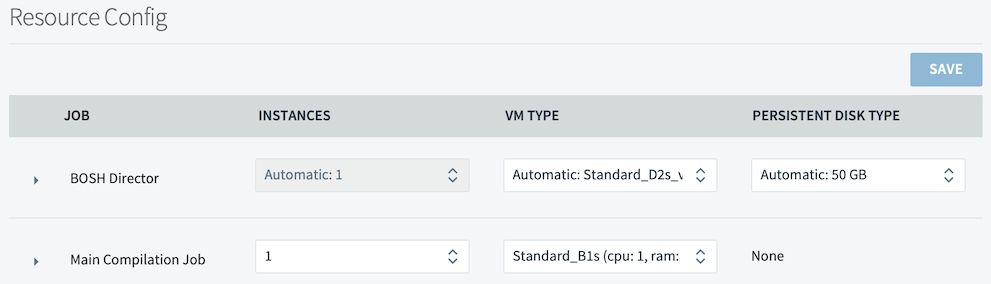 Resource Config
SAVE
JOB INSTANCES VM TYPE PERSISTENT DISK TYPE
BOSH Director Automatic: 1 Automatic: Standard_D2s_v Automatic: 50 GB
Main Compilation Job 1 Standard_B1s (cpu: 1, ram: None